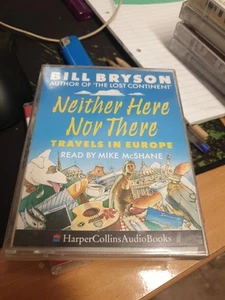 BILL BRYSON
AUTHOR OF 'THE LOST CONTINENT'
Neither Here
Nor There
TRAVELS IN EUROPE
READ BY MIKE McSHANE
HarperCollinsAudioBooks